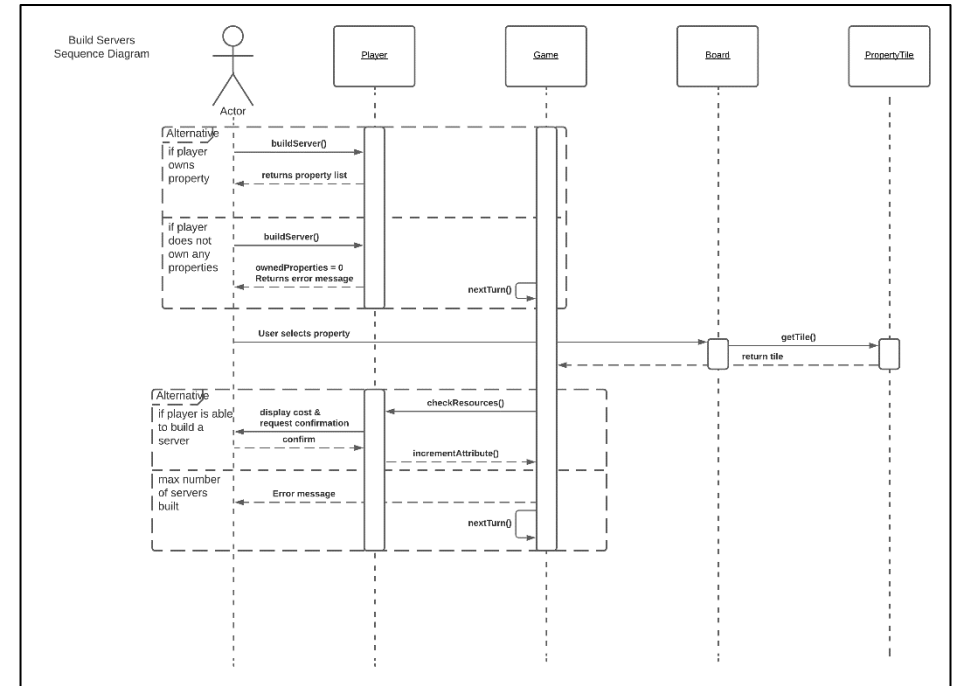 Build Servers
Sequence Diagram
Player
Game
Board
PropertyTile
Actor
Alternative
if player
owns
property
buildServer()
returns property list
if player
does not
own any
properties
buildServer()
ownedProperties = 0
Returns error message
nextTurn()
User selects property
getTile()
return tile
Alternative
if player is able
to build a
server
checkResources()
display cost &
request confirmation
confirm
incrementAttribute()
max number
of servers
built
Error message
nextTurn()